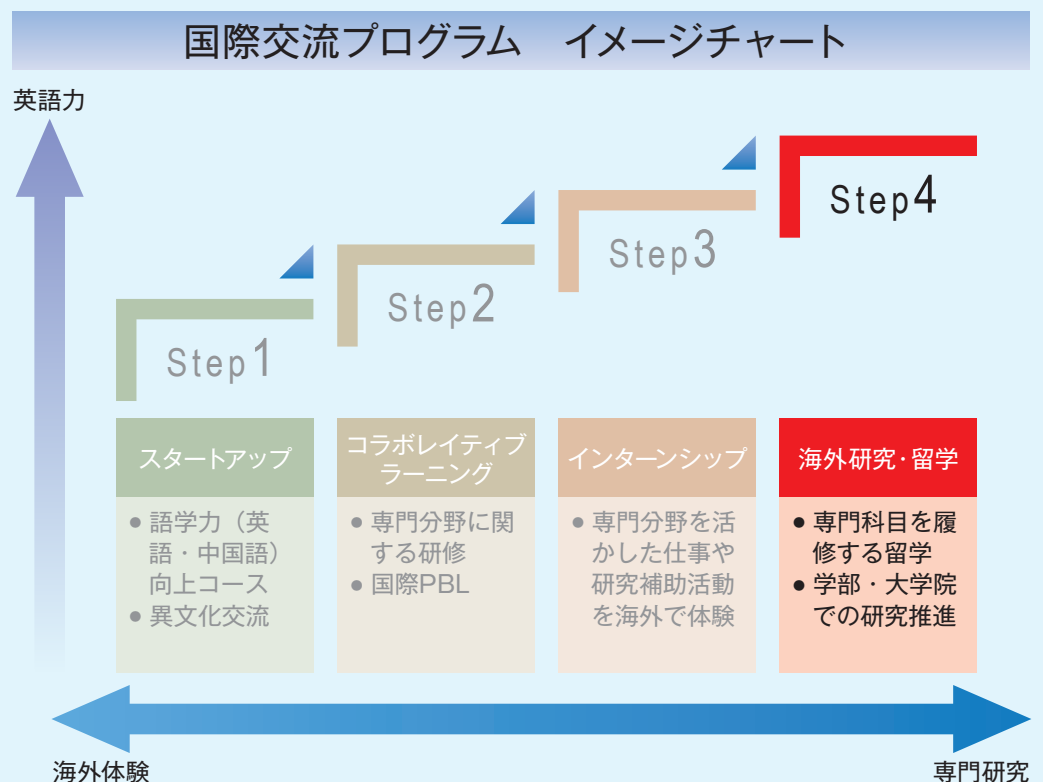 国際交流プログラム　イメージチャート
英語力
Step1
Step2
Step3
Step4
スタートアップ
● 語学力（英
語・中国語）
向上コース
● 異文化交流
コラボレイティブ
ラーニング
● 専門分野に関
する研修
● 国際PBL
インターンシップ
● 専門分野を活
かした仕事や
研究補助活動
を海外で体験
海外研究・留学
● 専門科目を履
修する留学
● 学部・大学院
での研究推進
海外体験
専門研究